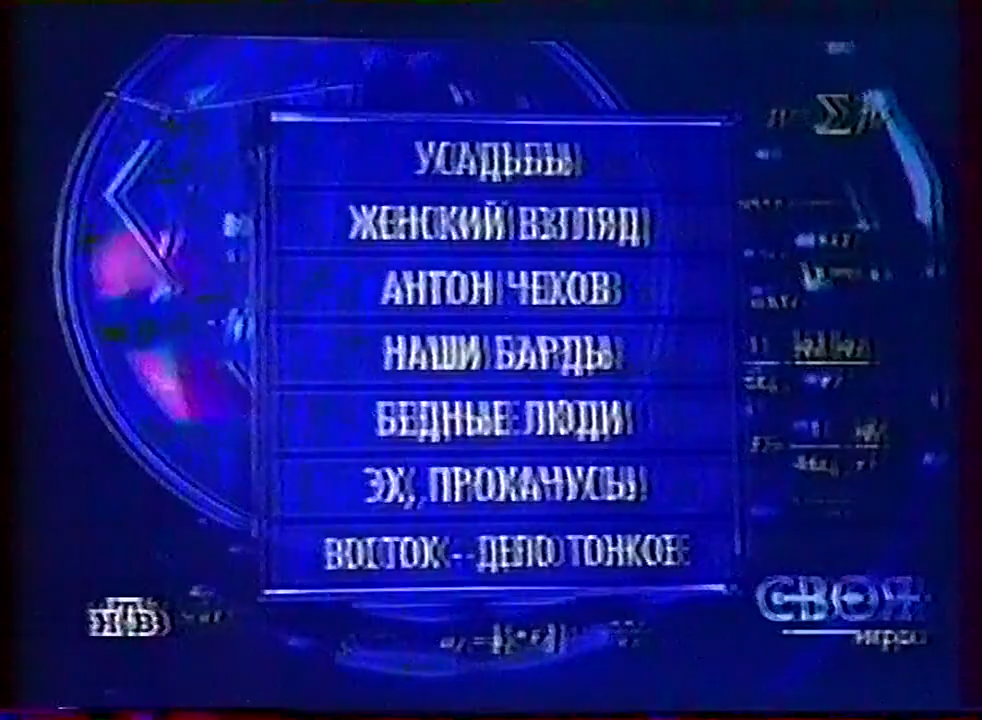 УСАДЬБЫ
ЖЕНСКИЙ ВЗГЛЯД
АНТОН ЧЕХОВ
НАШИ БАРДЫ
БЕДНЫЕ ЛЮДИ
ЭХ, ПРОКАЧУСЬ!
ВОСТОК - ДЕЛО ТОНКОЕ
НТВ
СВОЯ
игра